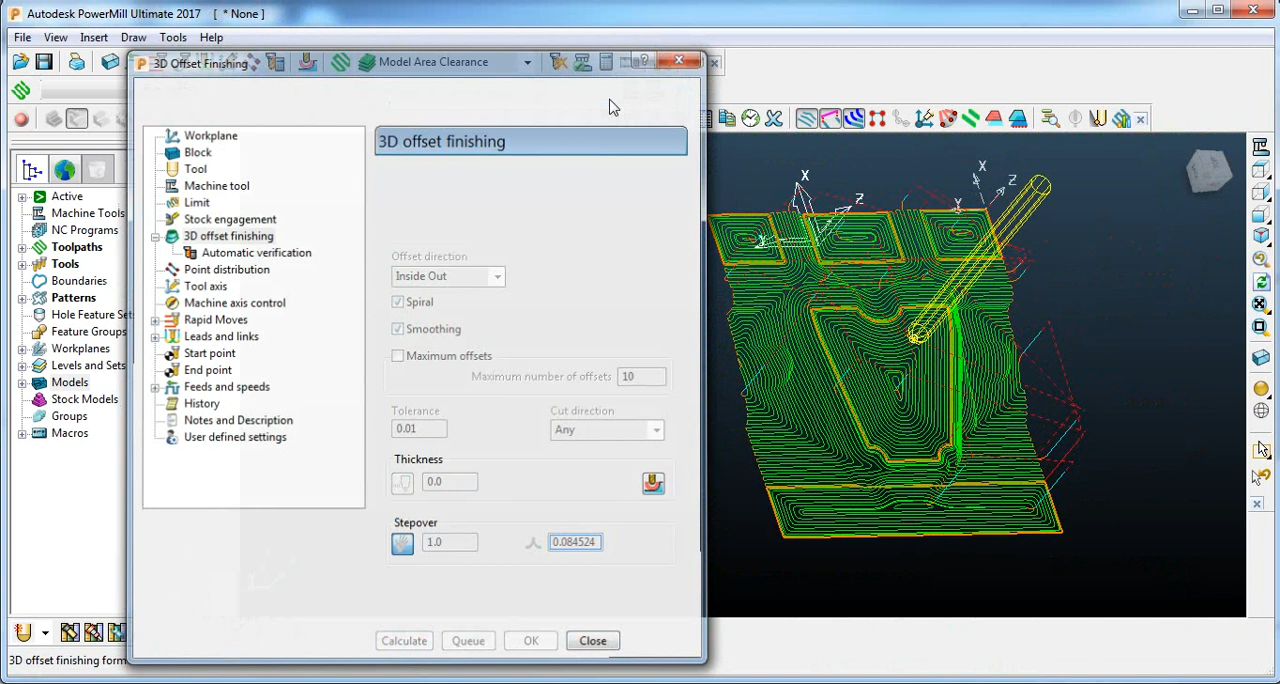 Autodesk PowerMill Ultimate 2017 [ * None ]
File View Insert Draw Tools Help
3D Offset Finishing
Model Area Clearance
Active
Machine Tools
NC Programs
Toolpaths
Tools
Boundaries
Patterns
Hole Feature Sets
Feature Groups
Workplanes
Levels and Sets
Models
Stock Models
Groups
Macros
Workplane
Block
Tool
Machine tool
Limit
Stock engagement
3D offset finishing
Automatic verification
Point distribution
Tool axis
Machine axis control
Rapid Moves
Leads and links
Start point
End point
Feeds and speeds
History
Notes and Description
User defined settings
3D offset finishing
Offset direction
Inside Out
Spiral
Smoothing
Maximum offsets
Maximum number of offsets 10
Tolerance
0.01
Cut direction
Any
Thickness
0.0
Stepover
1.0
0.084524
Calculate Queue OK Close
X
Z
Y
X
Z
Y
3D offset finishing form